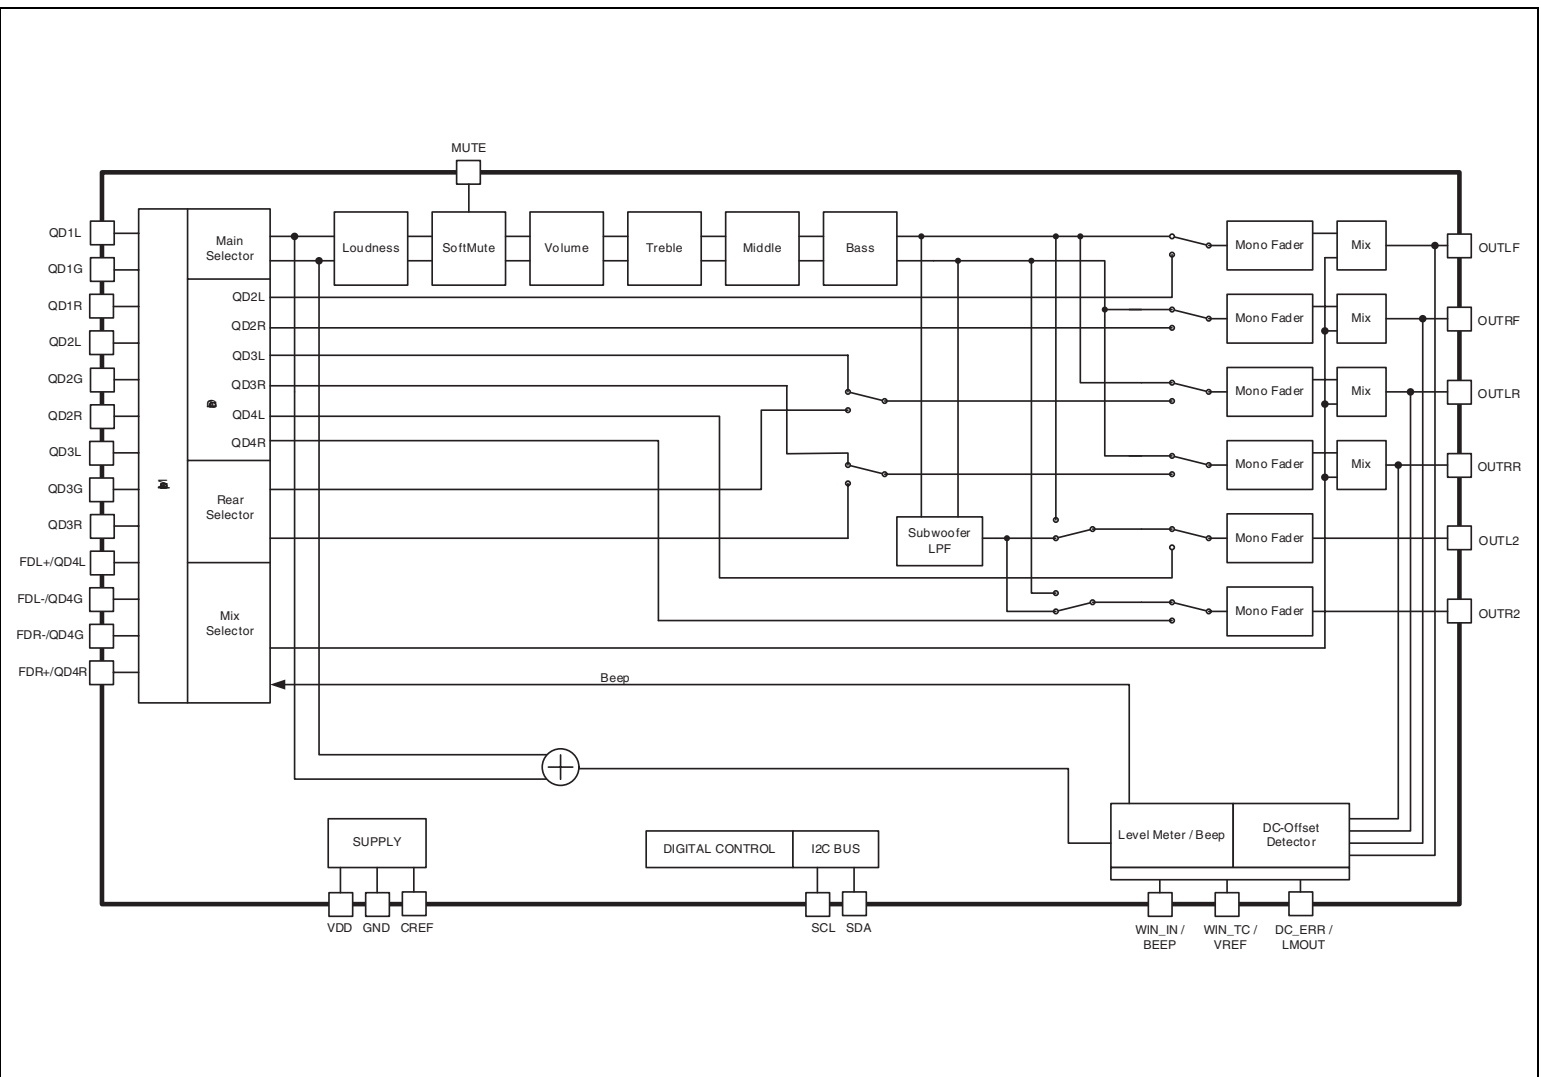 MUTE
QD1L
QD1G
QD1R
QD2L
QD2G
QD2R
QD3L
QD3G
QD3R
FDL+/QD4L
FDL-/QD4G
FDR-/QD4G
FDR+/QD4R
Main
Selector
QD2L
QD2R
QD3L
QD3R
QD4L
QD4R
Rear
Selector
Mix
Selector
Loudness
SoftMute
Volume
Treble
Middle
Bass
Subwoofer
LPF
Mono Fader
Mix
OUTLF
Mono Fader
Mix
OUTRF
Mono Fader
Mix
OUTLR
Mono Fader
Mix
OUTRR
Mono Fader
OUTL2
Mono Fader
OUTR2
Beep
SUPPLY
VDD
GND
CREF
DIGITAL CONTROL
I2C BUS
SCL
SDA
Level Meter / Beep
DC-Offset
Detector
WIN_IN /
BEEP
WIN_TC /
VREF
DC_ERR /
LMOUT